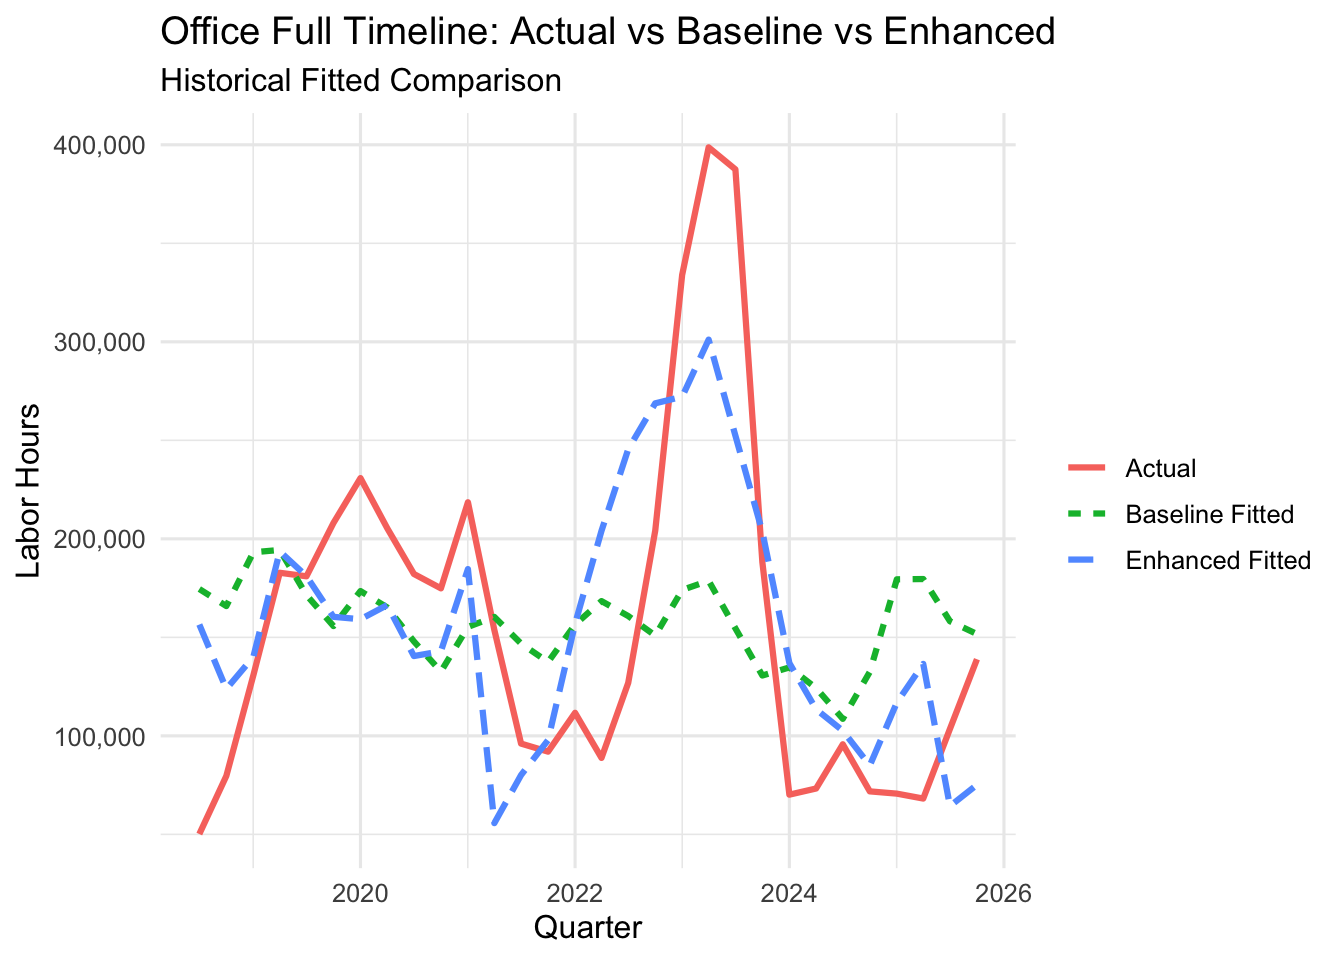 Office Full Timeline: Actual vs Baseline vs Enhanced
Historical Fitted Comparison
400,000
300,000
200,000
100,000
Labor Hours
2020
2022
2024
2026
Quarter
Actual
Baseline Fitted
Enhanced Fitted